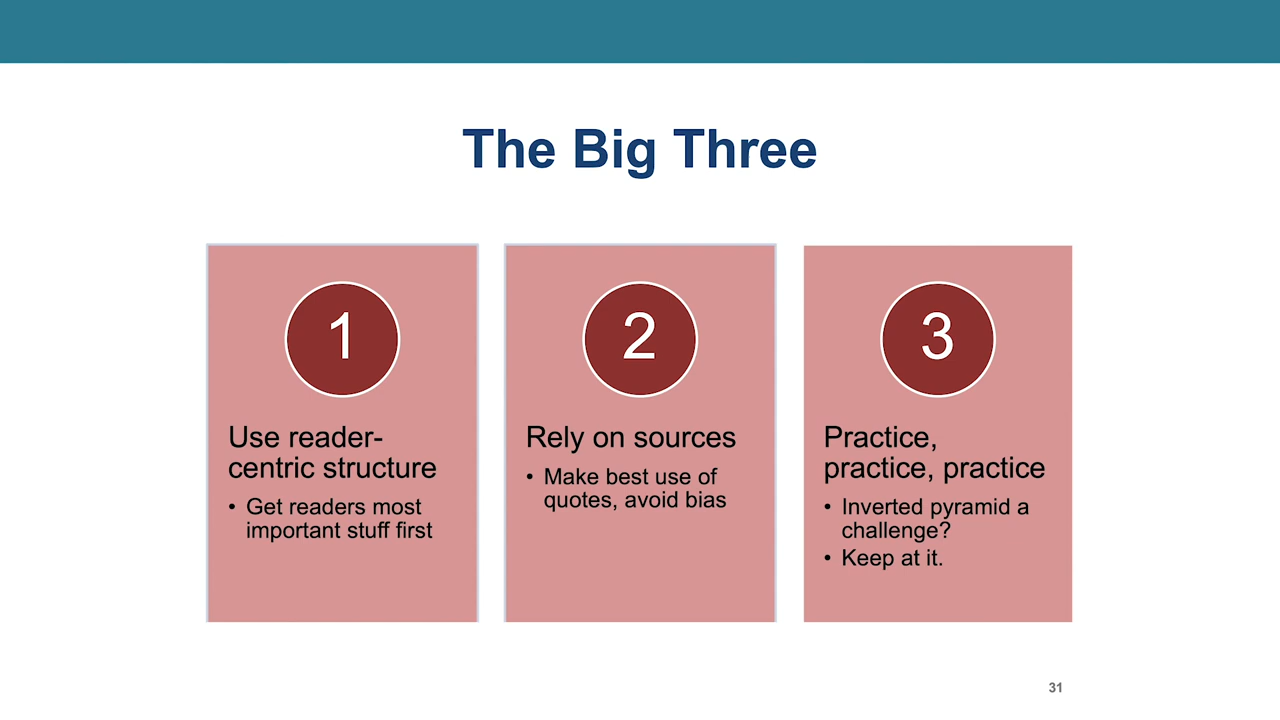 The Big Three
1
Use reader-
centric structure
• Get readers most
important stuff first
2
Rely on sources
• Make best use of
quotes, avoid bias
3
Practice,
practice, practice
• Inverted pyramid a
challenge?
• Keep at it.
31